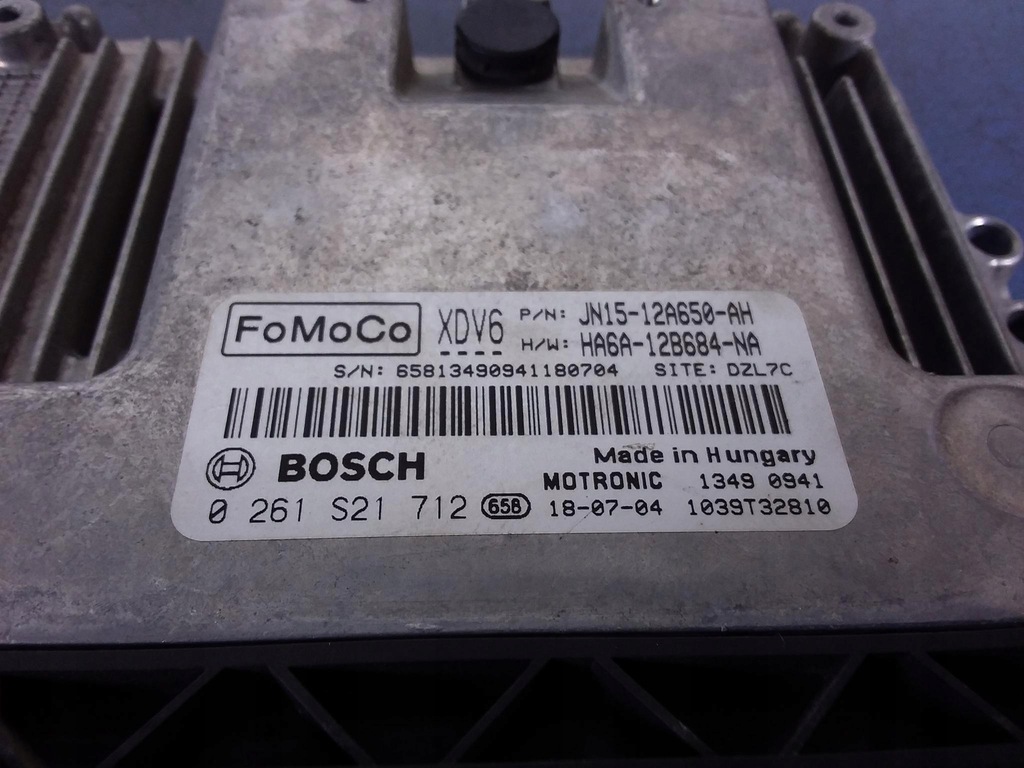 FoMoCo XDV6 P/N: JN15-12A650-AH
H/W: HA6A-12B684-NA
S/N: 65813490941180704 SITE: DZL7C
BOSCH Made in Hungary
MOTRONIC 1349 0941
0 261 S21 712 658 18-07-04 1039T32810